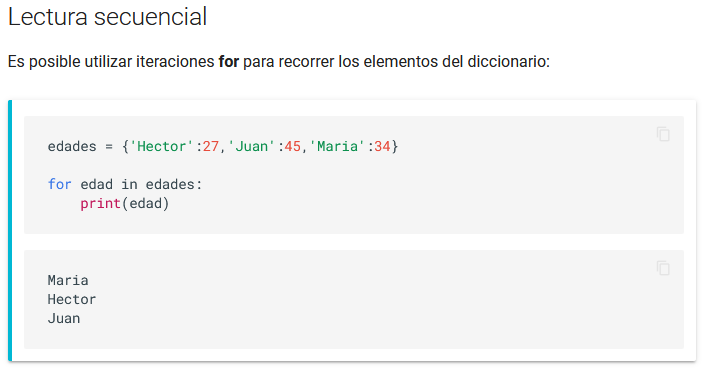 Lectura secuencial
Es posible utilizar iteraciones for para recorrer los elementos del diccionario:
edades = {'Hector':27,'Juan':45,'Maria':34}
for edad in edades:
    print(edad)
Maria
Hector
Juan